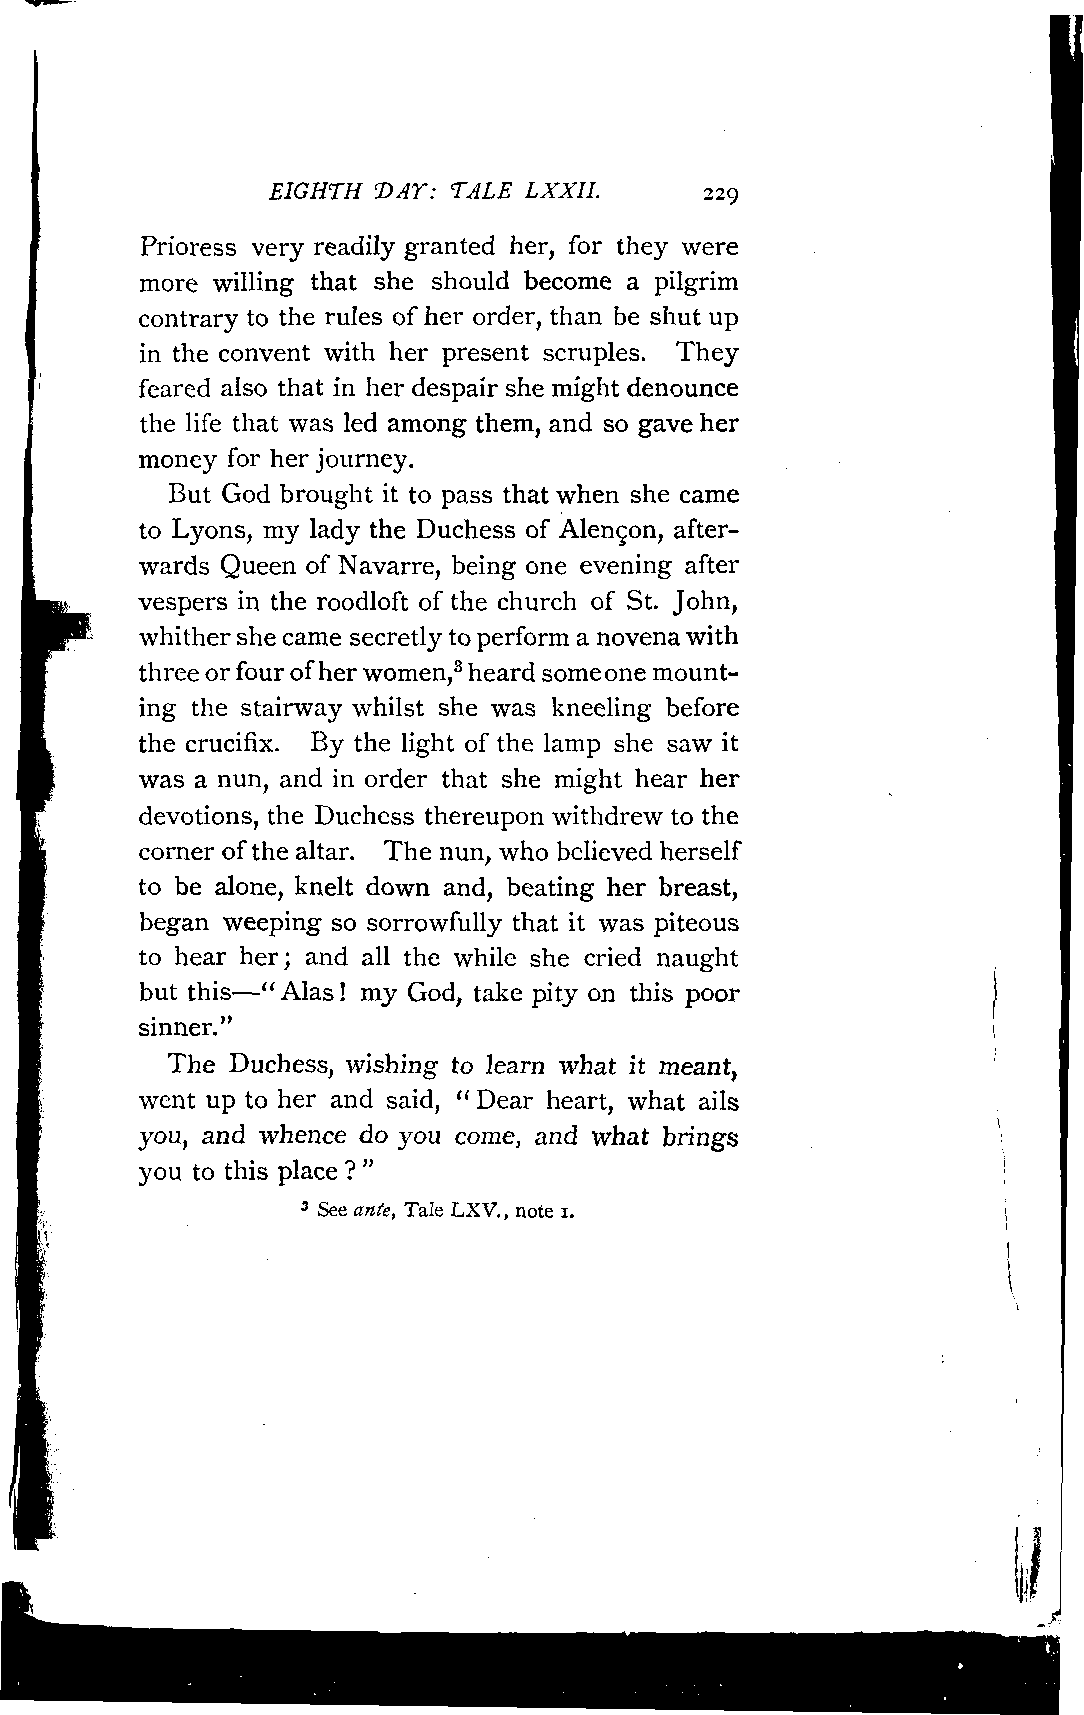 EIGHTH DAY: TALE LXXII. 229
Prioress very readily granted her, for they were
more willing that she should become a pilgrim
contrary to the rules of her order, than be shut up
in the convent with her present scruples. They
feared also that in her despair she might denounce
the life that was led among them, and so gave her
money for her journey.
But God brought it to pass that when she came
to Lyons, my lady the Duchess of Alençon, after-
wards Queen of Navarre, being one evening after
vespers in the roodloft of the church of St. John,
whither she came secretly to perform a novena with
three or four of her women,³ heard someone mount-
ing the stairway whilst she was kneeling before
the crucifix. By the light of the lamp she saw it
was a nun, and in order that she might hear her
devotions, the Duchess thereupon withdrew to the
corner of the altar. The nun, who believed herself
to be alone, knelt down and, beating her breast,
began weeping so sorrowfully that it was piteous
to hear her; and all the while she cried naught
but this—"Alas! my God, take pity on this poor
sinner."
The Duchess, wishing to learn what it meant,
went up to her and said, "Dear heart, what ails
you, and whence do you come, and what brings
you to this place?"
³ See ante, Tale LXV., note 1.